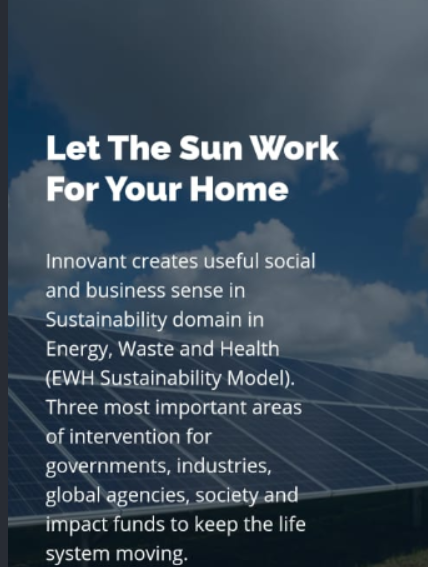 Let The Sun Work
For Your Home
Innovant creates useful social
and business sense in
Sustainability domain in
Energy, Waste and Health
(EWH Sustainability Model).
Three most important areas
of intervention for
governments, industries,
global agencies, society and
impact funds to keep the life
system moving.